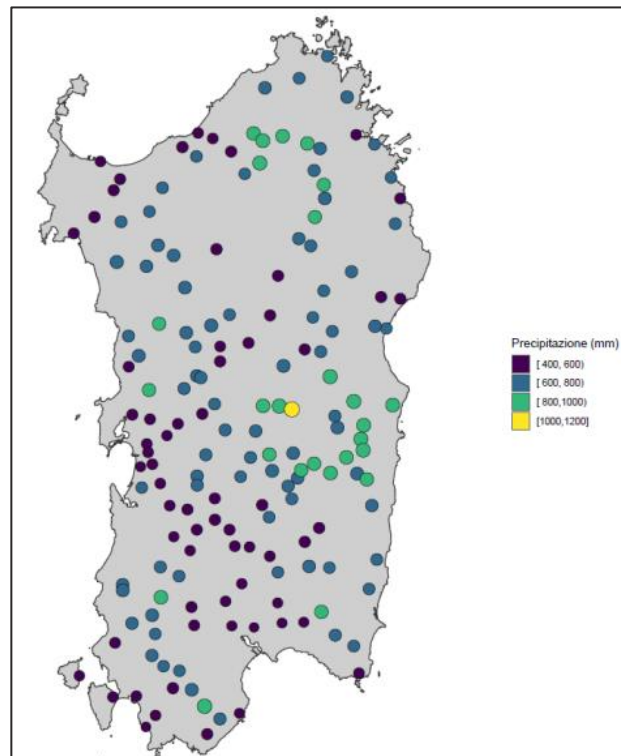 Precipitazione (mm)
[ 400, 600)
[ 600, 800)
[ 800,1000)
[1000,1200]